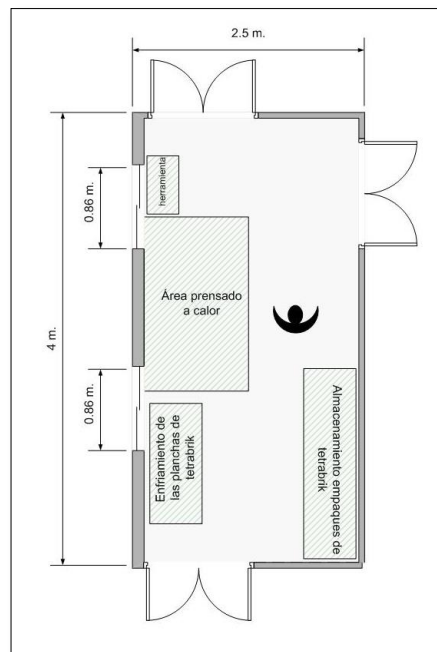 2.5 m.
0.86 m.
herramienta
4 m.
Área prensado
a calor
0.86 m.
Enfriamiento de
las planchas de
tetrabrik
Almacenamiento empaques de
tetrabrik